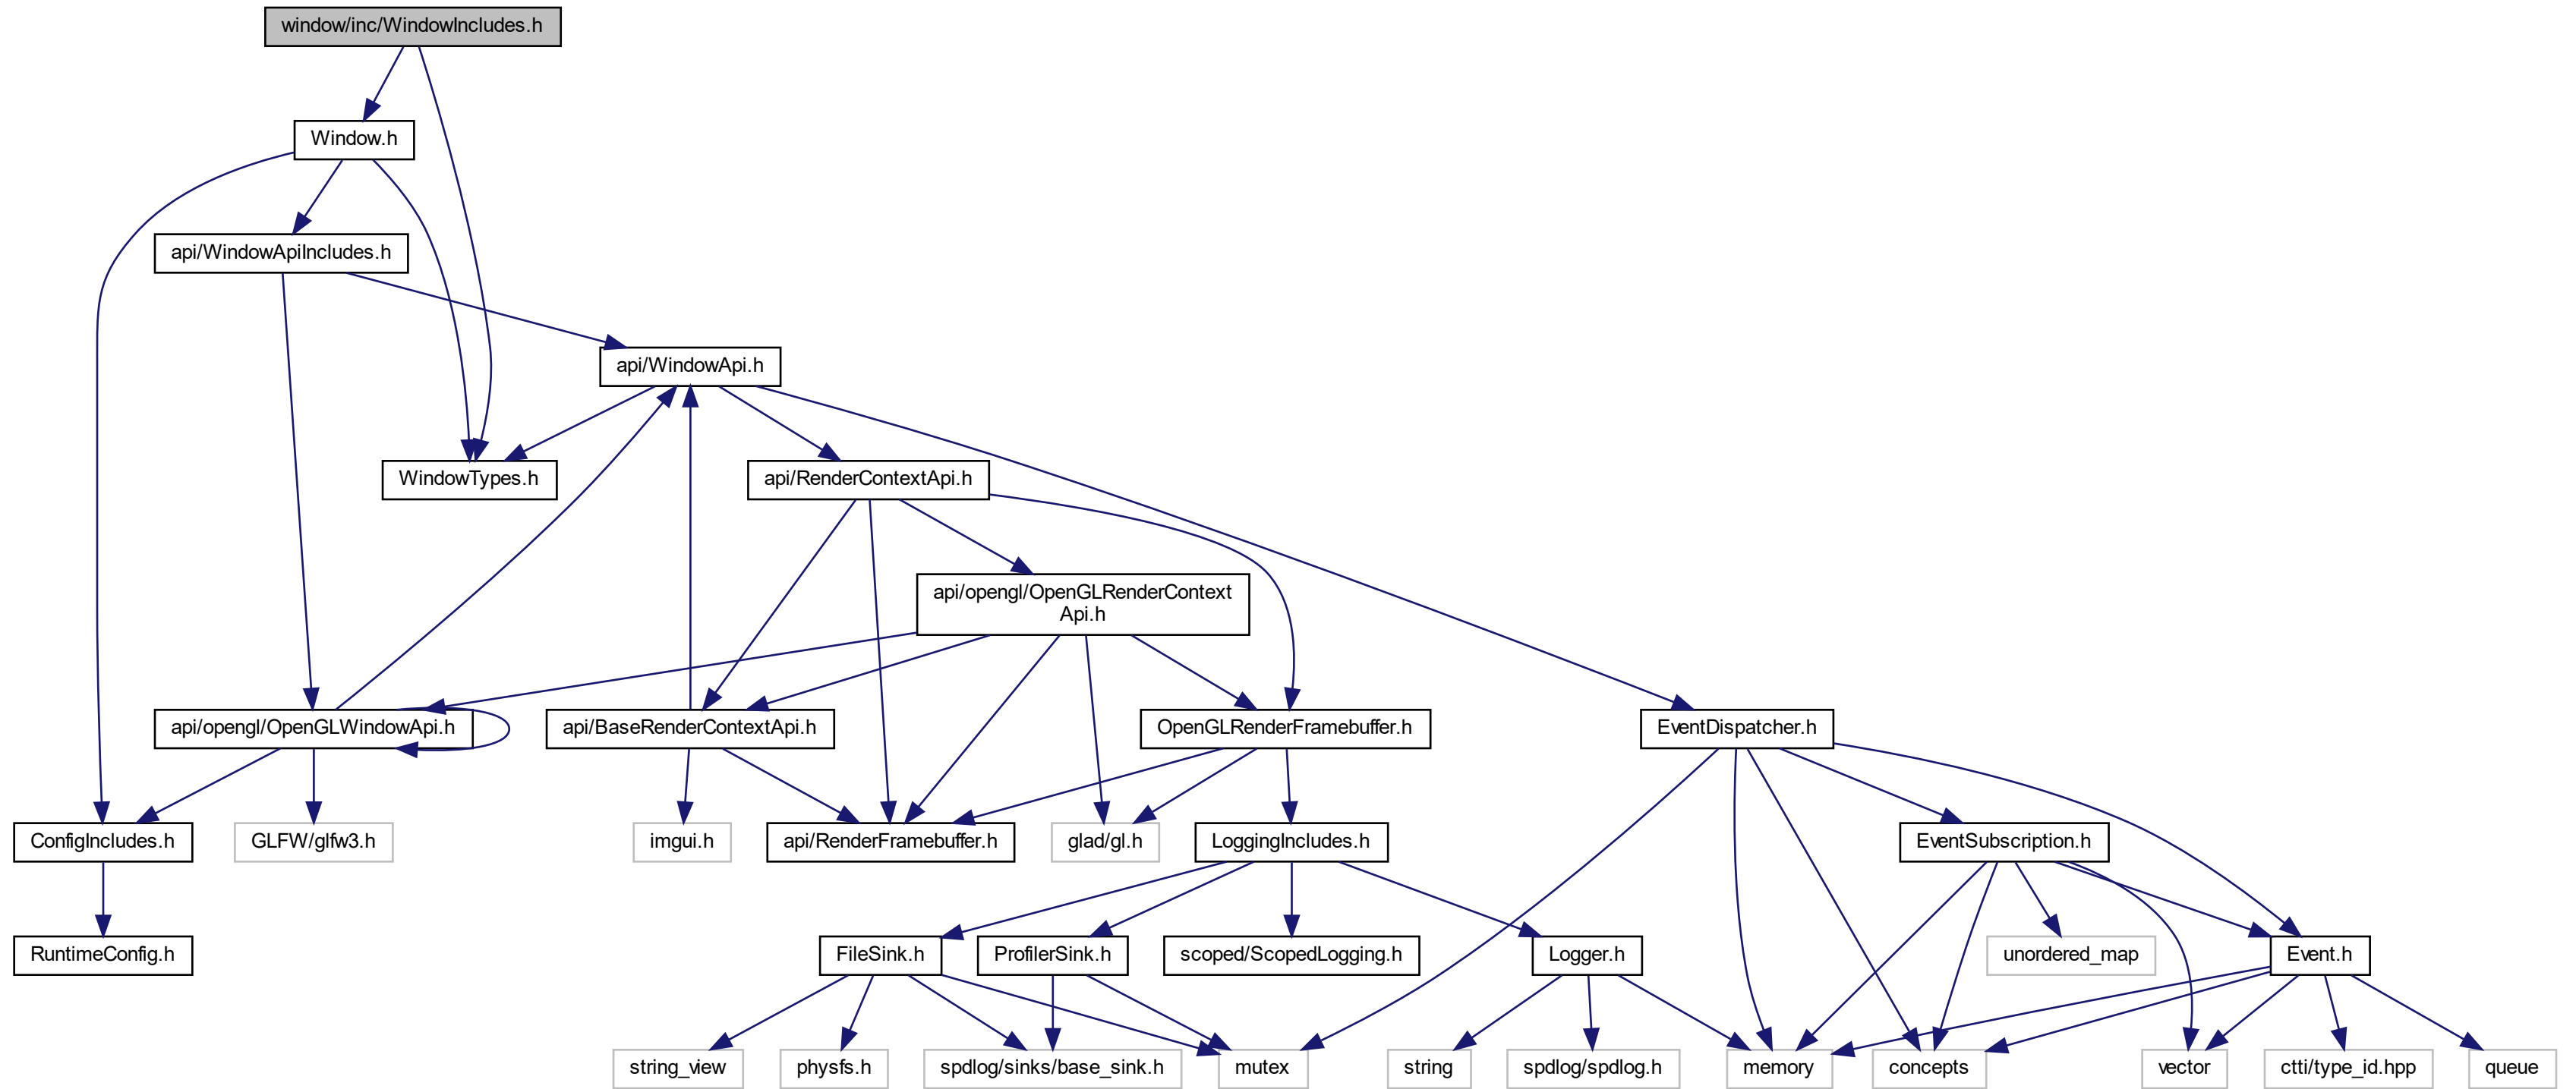 window/inc/WindowIncludes.h
Window.h
api/WindowApiIncludes.h
api/WindowApi.h
WindowTypes.h
api/RenderContextApi.h
api/opengl/OpenGLRenderContext
Api.h
api/opengl/OpenGLWindowApi.h
api/BaseRenderContextApi.h
OpenGLRenderFramebuffer.h
EventDispatcher.h
ConfigIncludes.h
GLFW/glfw3.h
imgui.h
api/RenderFramebuffer.h
glad/gl.h
LoggingIncludes.h
EventSubscription.h
RuntimeConfig.h
FileSink.h
ProfilerSink.h
scoped/ScopedLogging.h
Logger.h
unordered_map
Event.h
string_view
physfs.h
spdlog/sinks/base_sink.h
mutex
string
spdlog/spdlog.h
memory
concepts
vector
ctti/type_id.hpp
queue